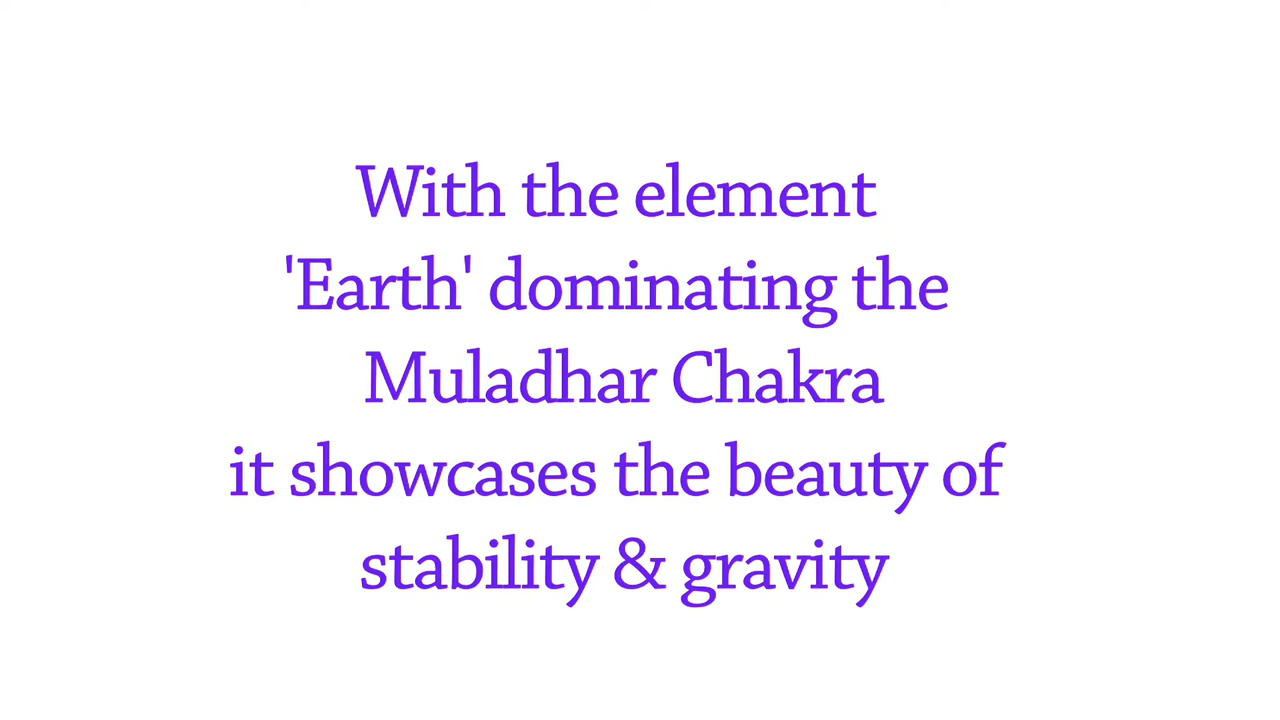 With the element
'Earth' dominating the
Muladhar Chakra
it showcases the beauty of
stability & gravity